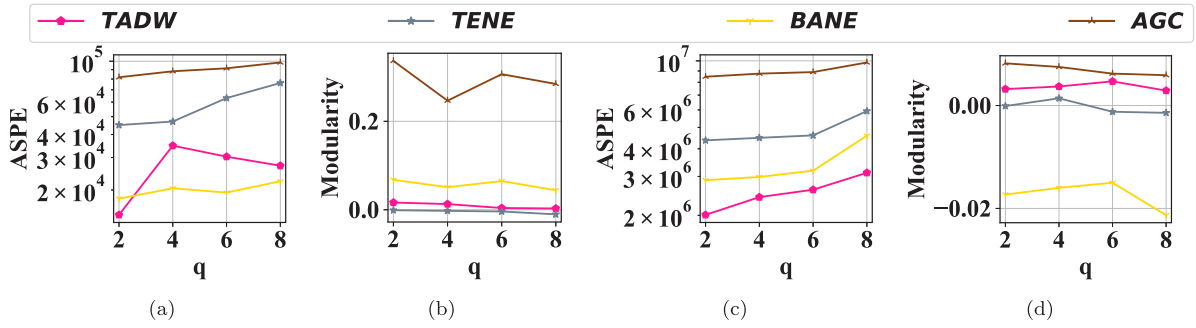 TADW TENE BANE AGC
ASPE
10^5
6 × 10^4
4 × 10^4
3 × 10^4
2 × 10^4
2 4 6 8
q
(a)
Modularity
0.2
0.0
2 4 6 8
q
(b)
ASPE
10^7
6 × 10^6
4 × 10^6
3 × 10^6
2 × 10^6
2 4 6 8
q
(c)
Modularity
0.00
−0.02
2 4 6 8
q
(d)